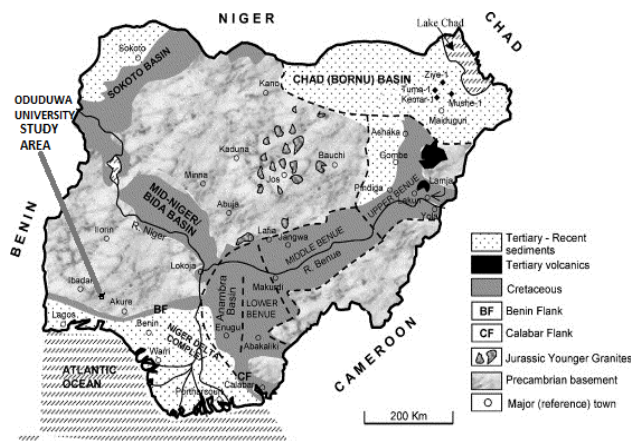 NIGER
CHAD
Lake Chad
Sokoto
SOKOTO BASIN
CHAD (BORNU) BASIN
Ziye-1
Tuma-1
Kemar-1
Mushe-1
Maiduguri
ODUDUWA
UNIVERSITY
STUDY
AREA
Kano
Ashaka
Gombe
Kaduna
Bauchi
Jos
Minna
Abuja
Pindiga
Lamja
Yola
UPPER BENUE
MID-NIGER/
BIDA BASIN
BENIN
Ilorin
R. Niger
Lafia
Jangwa
MIDDLE BENUE
R. Benue
Lokoja
Makurdi
Ibadan
Akure
BF
Lagos
Benin
Anambra
Basin
LOWER
BENUE
Enugu
Abakaliki
NIGER DELTA
COMPLEX
Warri
CF
Calabar
CAMEROON
ATLANTIC
OCEAN
200 Km
Tertiary - Recent
sediments
Tertiary volcanics
Cretaceous
BF Benin Flank
CF Calabar Flank
Jurassic Younger Granites
Precambrian basement
Major (reference) town